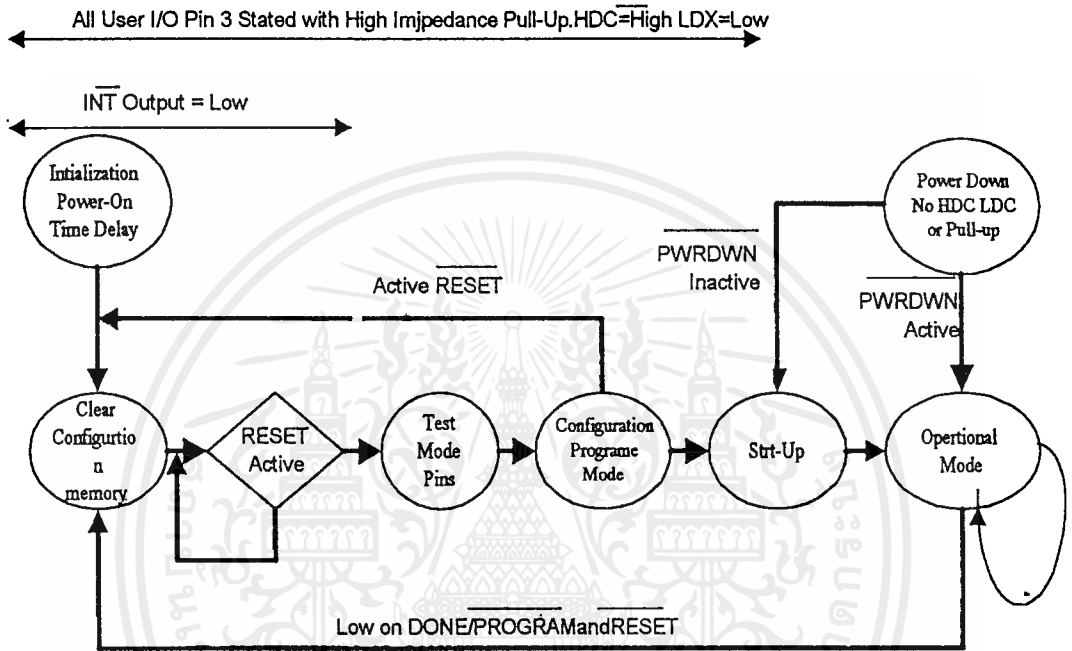 All User I/O Pin 3 Stated with High Imjpedance Pull-Up.HDC=High LDX=Low
INT Output = Low
Intialization
Power-On
Time Delay
Power Down
No HDC LDC
or Pull-up
PWRDWN
Inactive
Active RESET
PWRDWN
Active
Clear
Configurtio
n
memory
RESET
Active
Test
Mode
Pins
Configuration
Programe
Mode
Strt-Up
Opertional
Mode
Low on DONE/PROGRAMandRESET